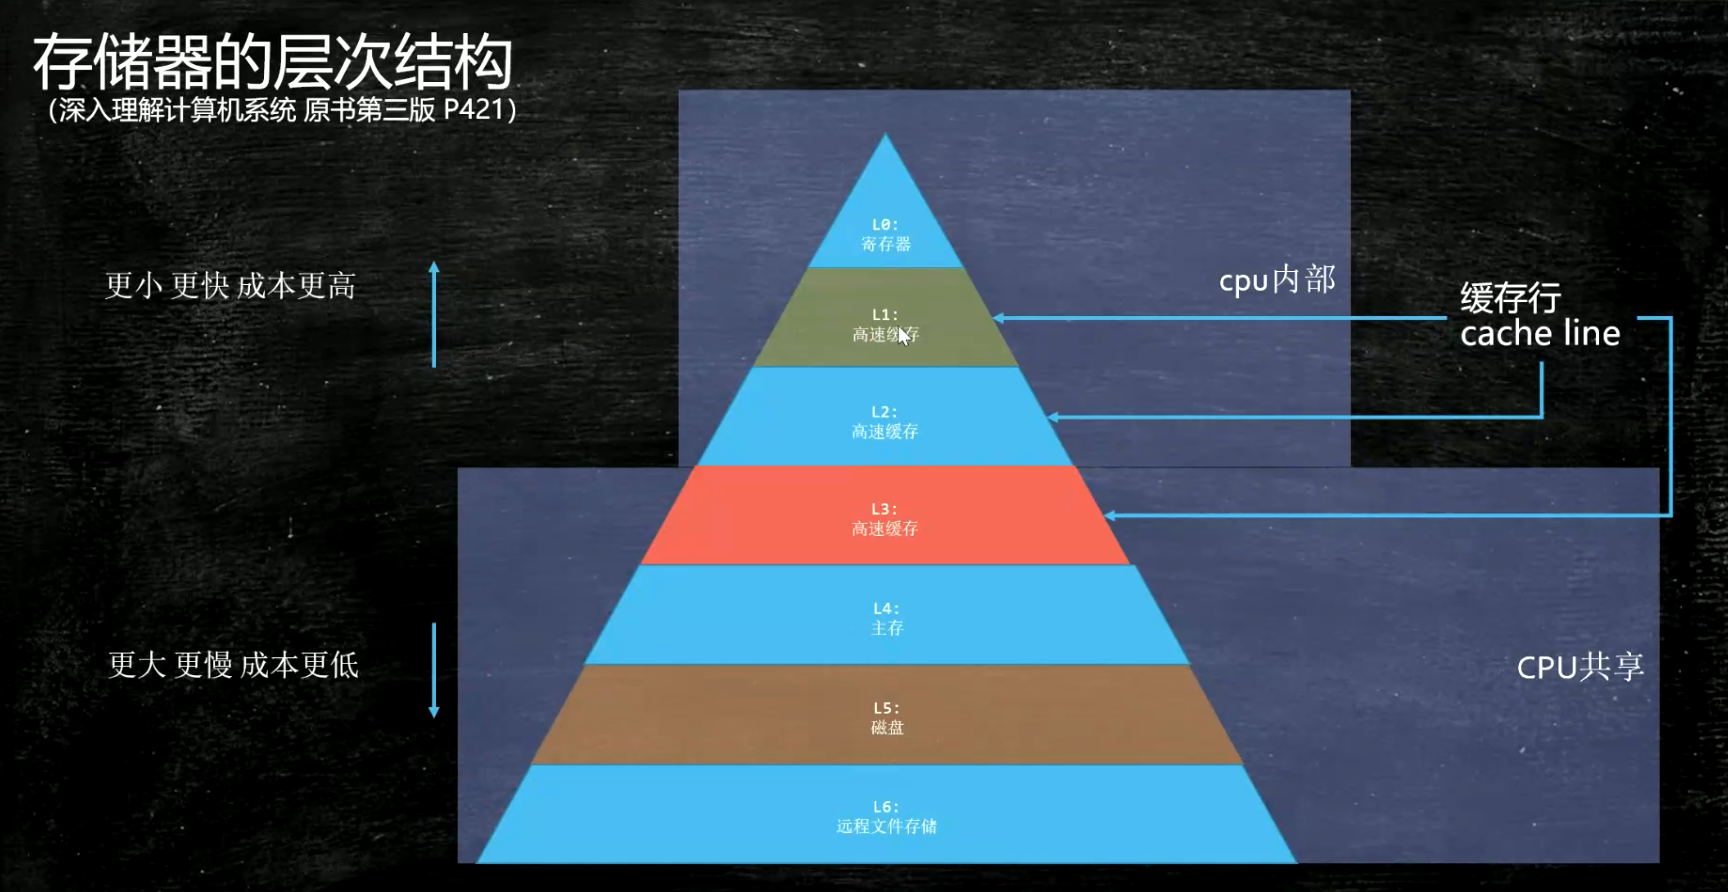 存储器的层次结构
（深入理解计算机系统 原书第三版 P421）
L0:
寄存器
更小 更快 成本更高
cpu内部
缓存行
cache line
L1:
高速缓存
L2:
高速缓存
L3:
高速缓存
L4:
主存
更大 更慢 成本更低
CPU共享
L5:
磁盘
L6:
远程文件存储